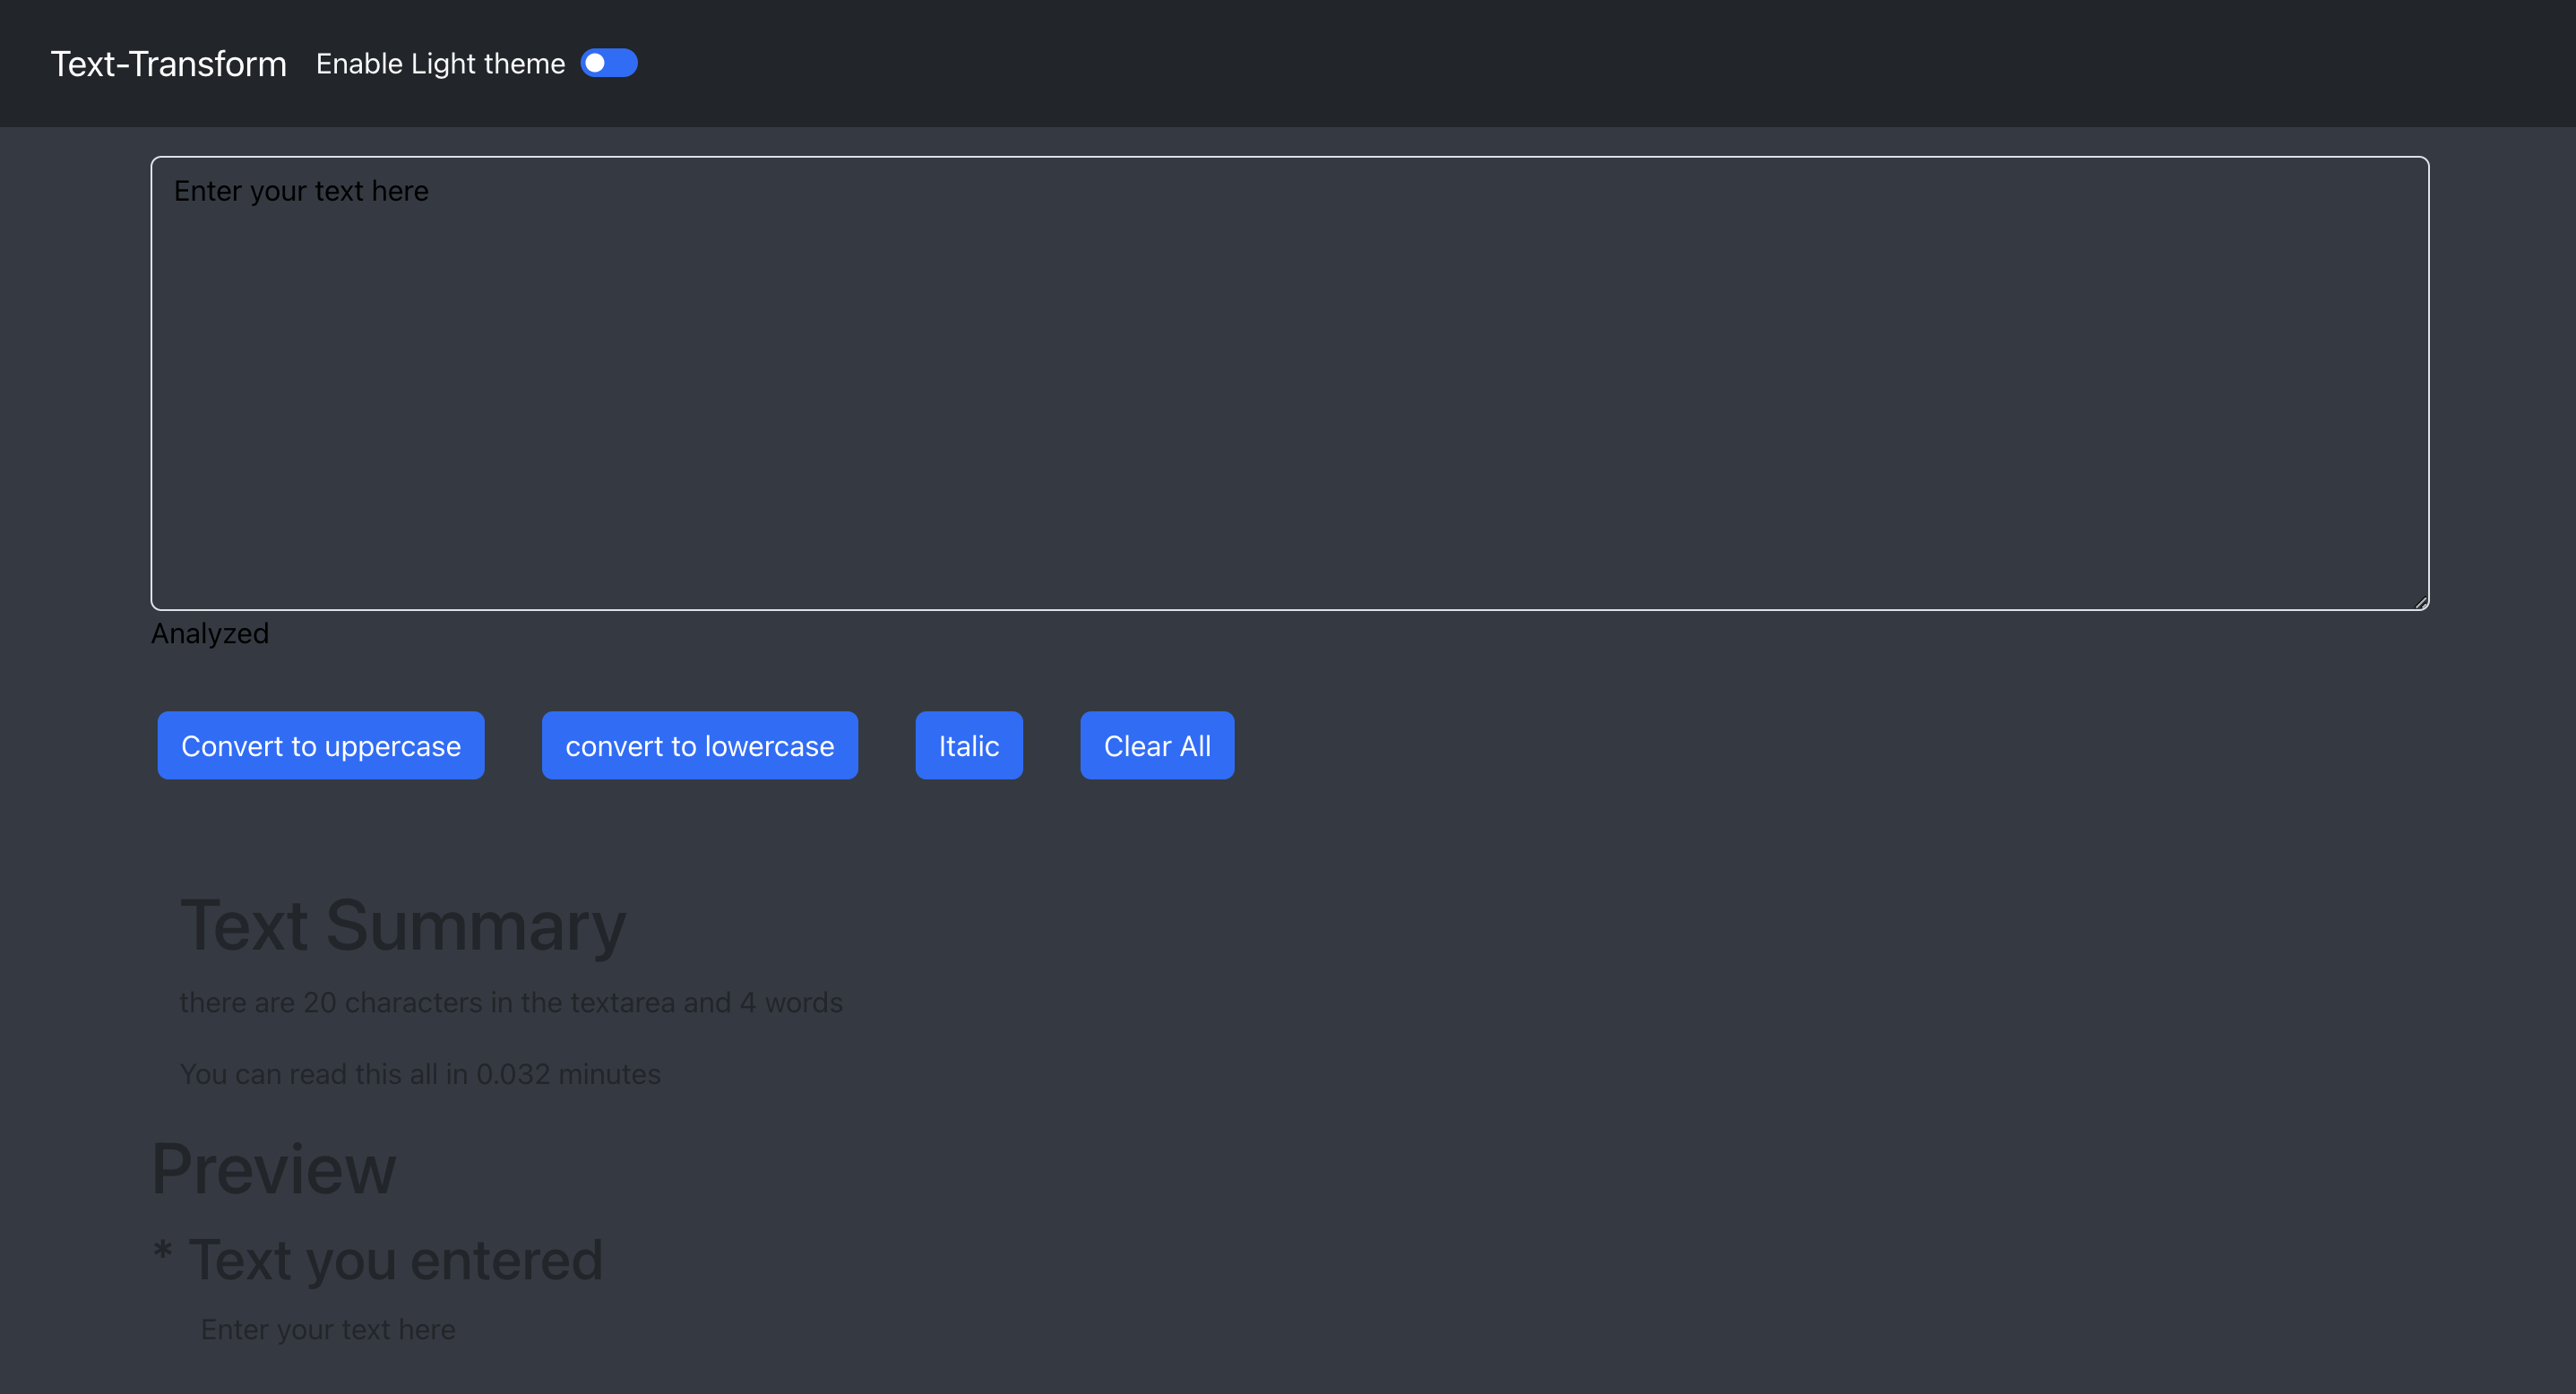 Text-Transform Enable Light theme
Enter your text here
Analyzed
Convert to uppercase convert to lowercase Italic Clear All
Text Summary
there are 20 characters in the textarea and 4 words
You can read this all in 0.032 minutes
Preview
* Text you entered
Enter your text here